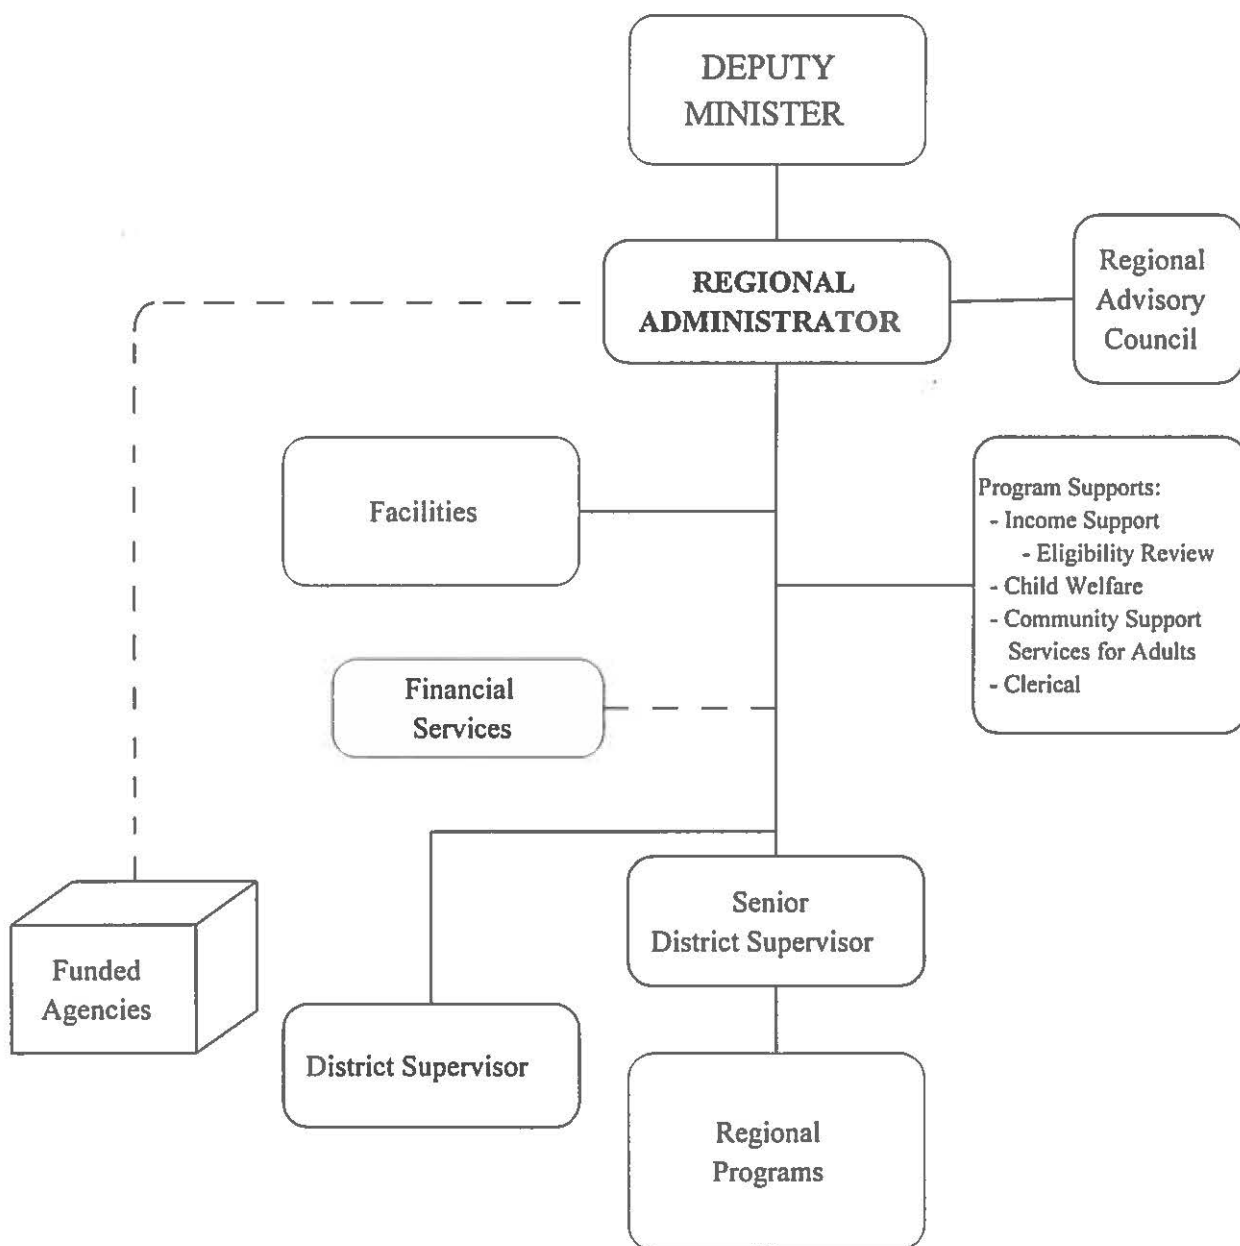 DEPUTY
MINISTER
REGIONAL
ADMINISTRATOR
Regional
Advisory
Council
Facilities
Program Supports:
- Income Support
- Eligibility Review
- Child Welfare
- Community Support
Services for Adults
- Clerical
Financial
Services
Senior
District Supervisor
Funded
Agencies
District Supervisor
Regional
Programs